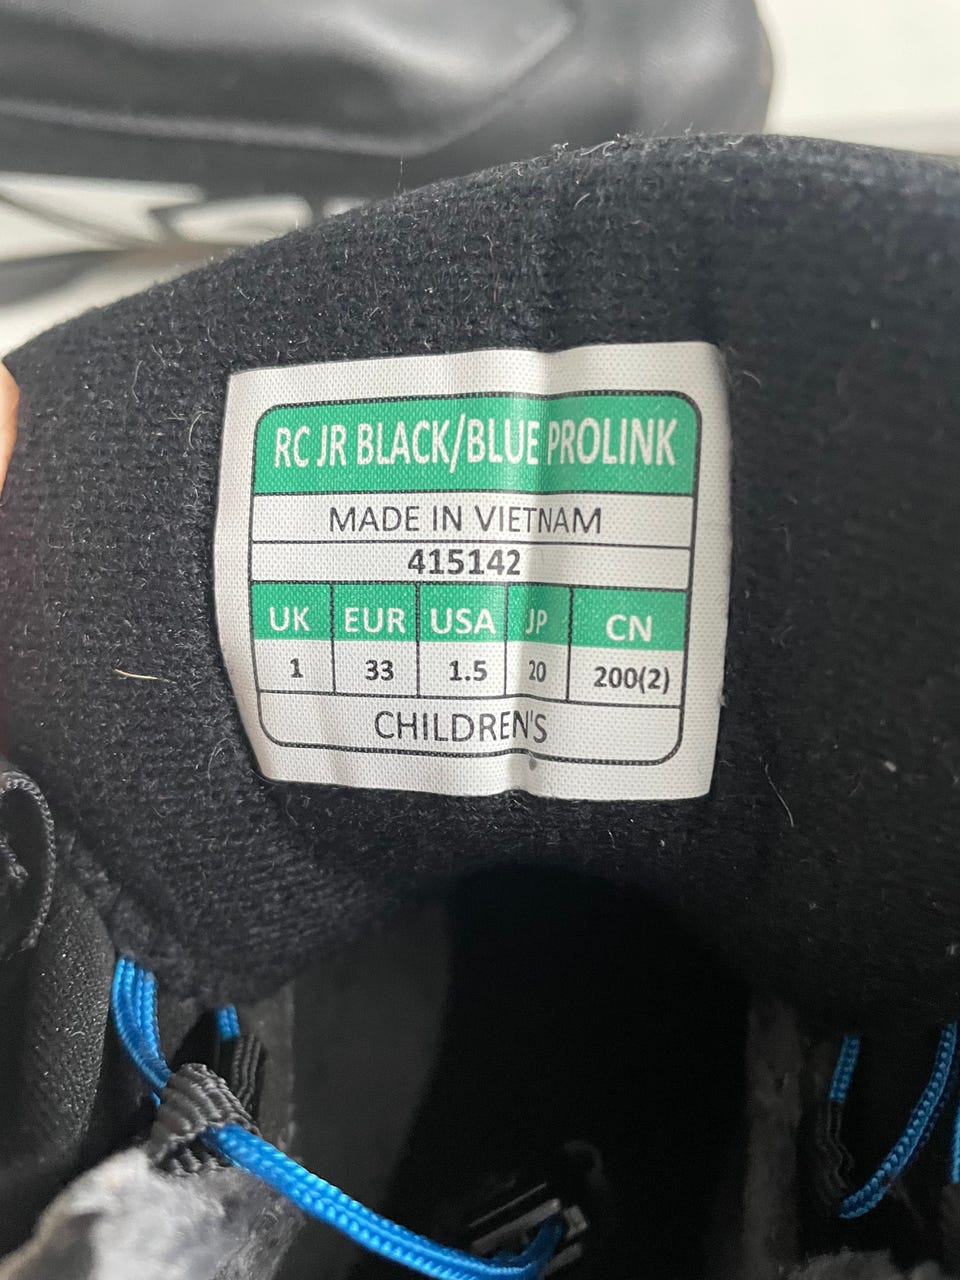 RC JR BLACK/BLUE PROLINK
MADE IN VIETNAM
415142
UK EUR USA JP CN
1 33 1.5 20 200(2)
CHILDREN'S